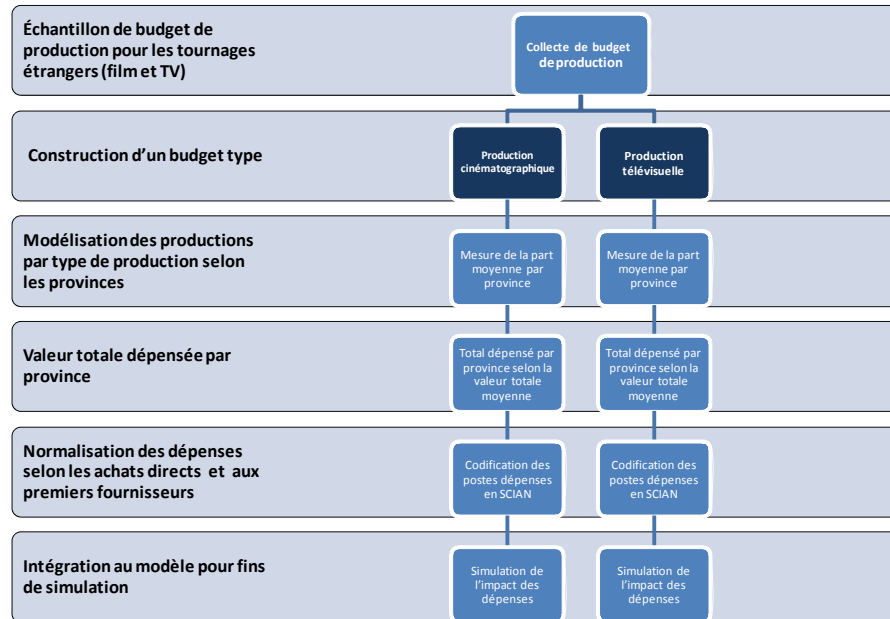 Échantillon de budget de
production pour les tournages
étrangers (film et TV)
Collecte de budget
de production
Construction d'un budget type
Production
cinématographique
Production
télévisuelle
Modélisation des productions
par type de production selon
les provinces
Mesure de la part
moyenne par
province
Mesure de la part
moyenne par
province
Valeur totale dépensée par
province
Total dépensé par
province selon la
valeur totale
moyenne
Total dépensé par
province selon la
valeur totale
moyenne
Normalisation des dépenses
selon les achats directs et aux
premiers fournisseurs
Codification des
postes dépenses
en SCIAN
Codification des
postes dépenses
en SCIAN
Intégration au modèle pour fins
de simulation
Simulation de
l'impact des
dépenses
Simulation de
l'impact des
dépenses